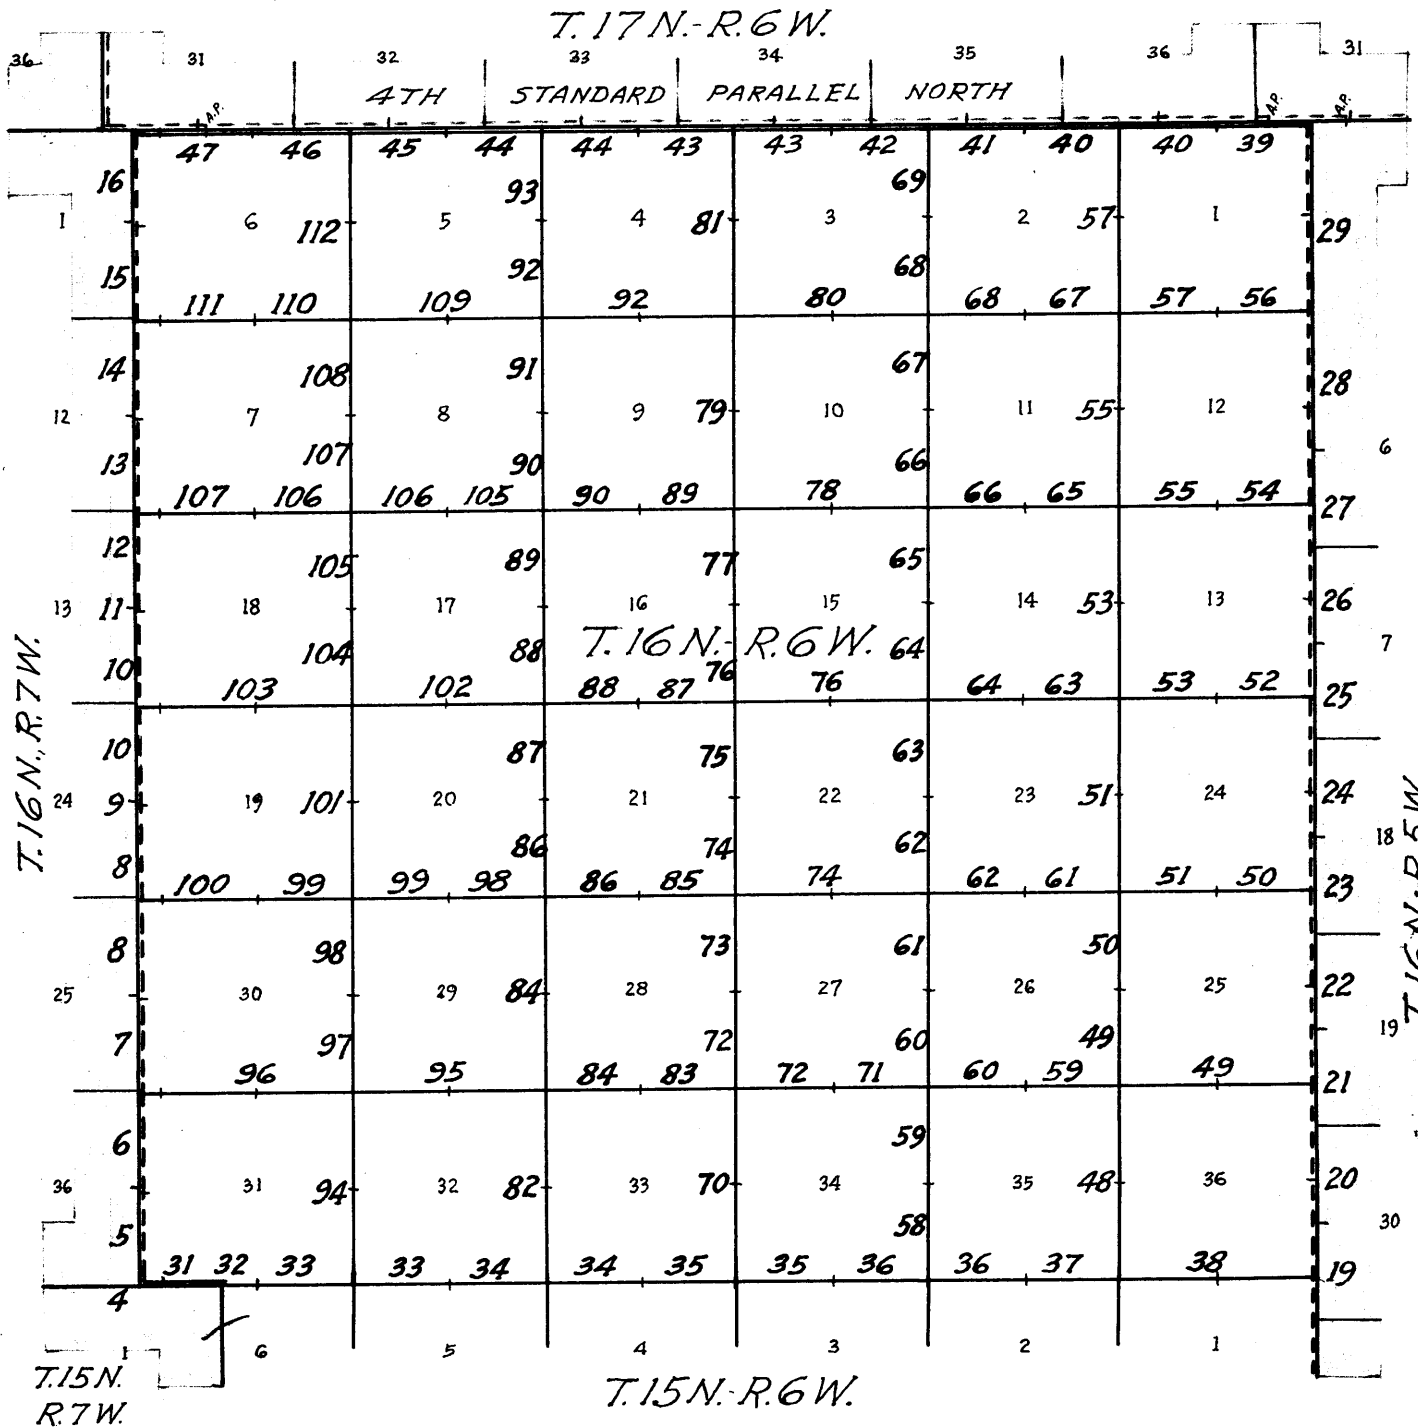 T. 17 N.-R. 6 W.
36 31 32 33 34 35 36 31
4TH STANDARD PARALLEL NORTH
A.P. A.P. A.P.
47 46 45 44 44 43 43 42 41 40 40 39
16 93 69
1 6 112 5 4 81 3 2 57 1 29
15 92 68
111 110 109 92 80 68 67 57 56
14 108 91 67 28
12 7 8 9 79 10 11 55 12
13 107 90 66 6
107 106 106 105 90 89 78 66 65 55 54 27
12 105 89 77 65
13 11 18 17 16 15 14 53 13 26
T. 16 N.-R. 6 W.
10 104 88 76 64 7
103 102 88 87 76 64 63 53 52 25
T. 16 N., R. 7 W.
10 87 75 63
24 9 19 101 20 21 22 23 51 24 24
T. 16 N.-R. 5 W.
8 86 74 62 18
100 99 99 98 86 85 74 62 61 51 50 23
8 98 73 61 50
25 30 29 84 28 27 26 25 22
7 97 72 60 49 19
96 95 84 83 72 71 60 59 49 21
6 59
36 31 94 32 82 33 70 34 35 48 36 20
5 58 30
31 32 33 33 34 34 35 35 36 36 37 38 19
4
1 6 5 4 3 2 1
T. 15 N.
R. 7 W.
T. 15 N.-R. 6 W.